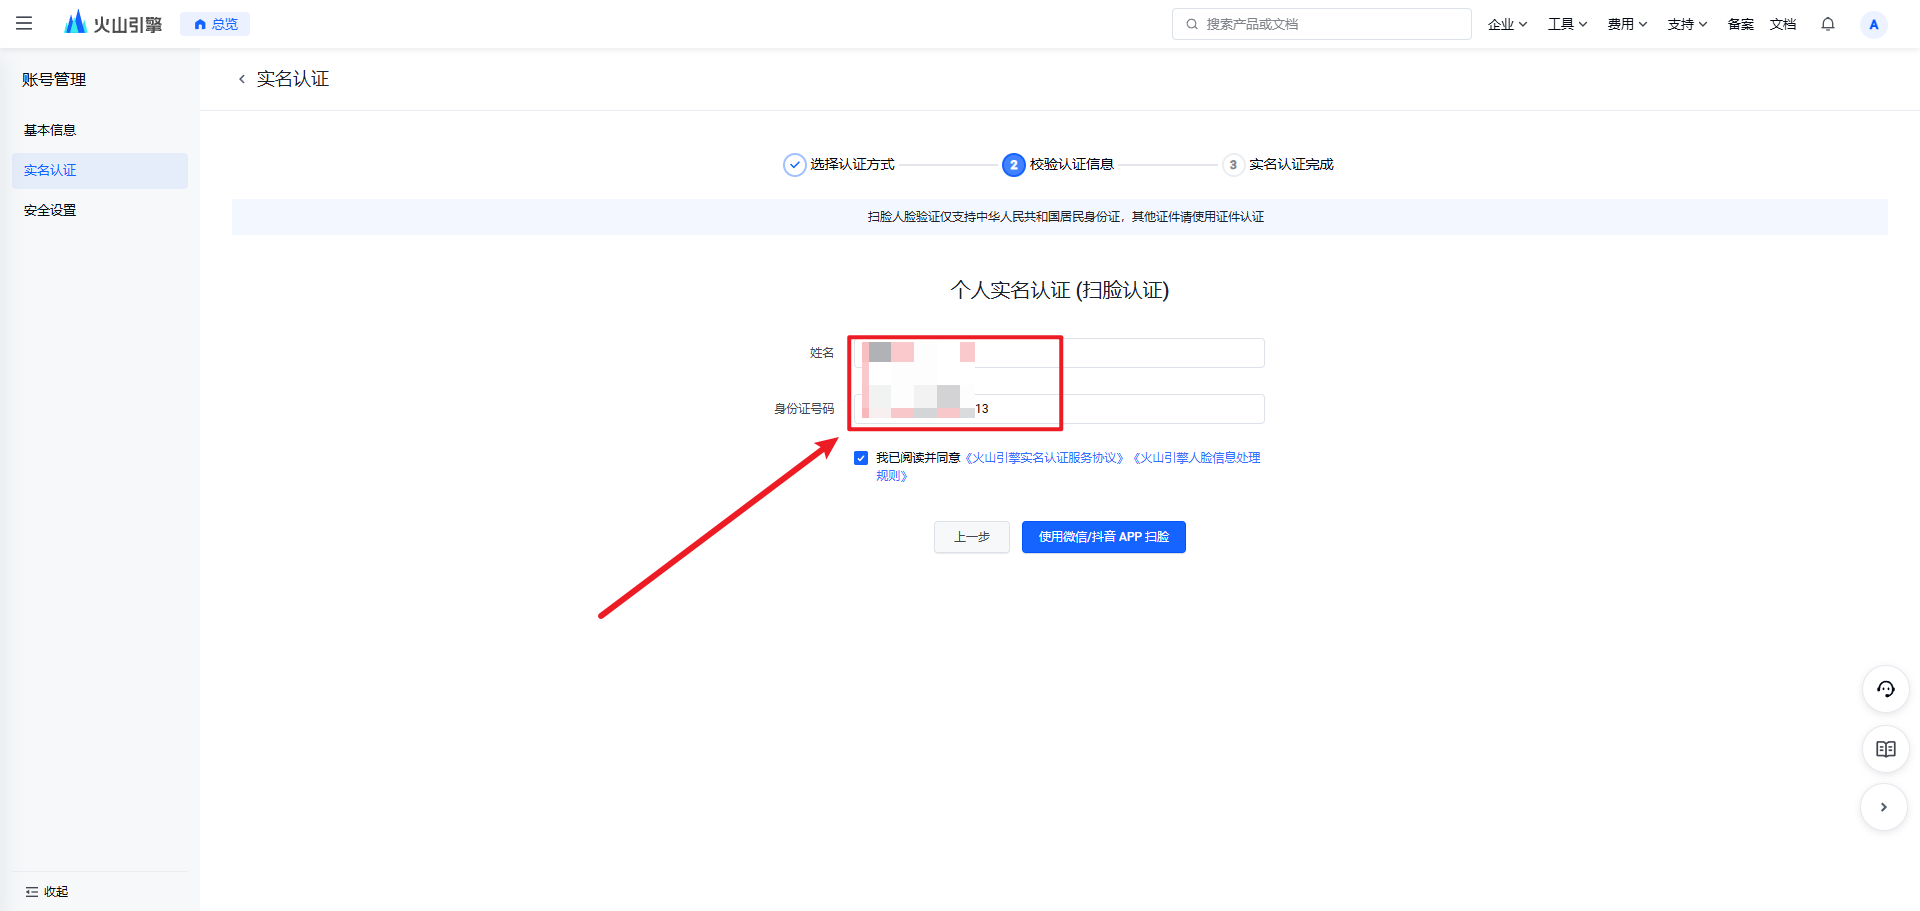 火山引擎
总览
搜索产品或文档
企业
工具
费用
支持
备案
文档
A
账号管理
基本信息
实名认证
安全设置
收起
实名认证
选择认证方式
2 校验认证信息
3 实名认证完成
扫脸人脸验证仅支持中华人民共和国居民身份证，其他证件请使用证件认证
个人实名认证 (扫脸认证)
姓名
身份证号码
13
我已阅读并同意《火山引擎实名认证服务协议》《火山引擎人脸信息处理
规则》
上一步
使用微信/抖音 APP 扫脸